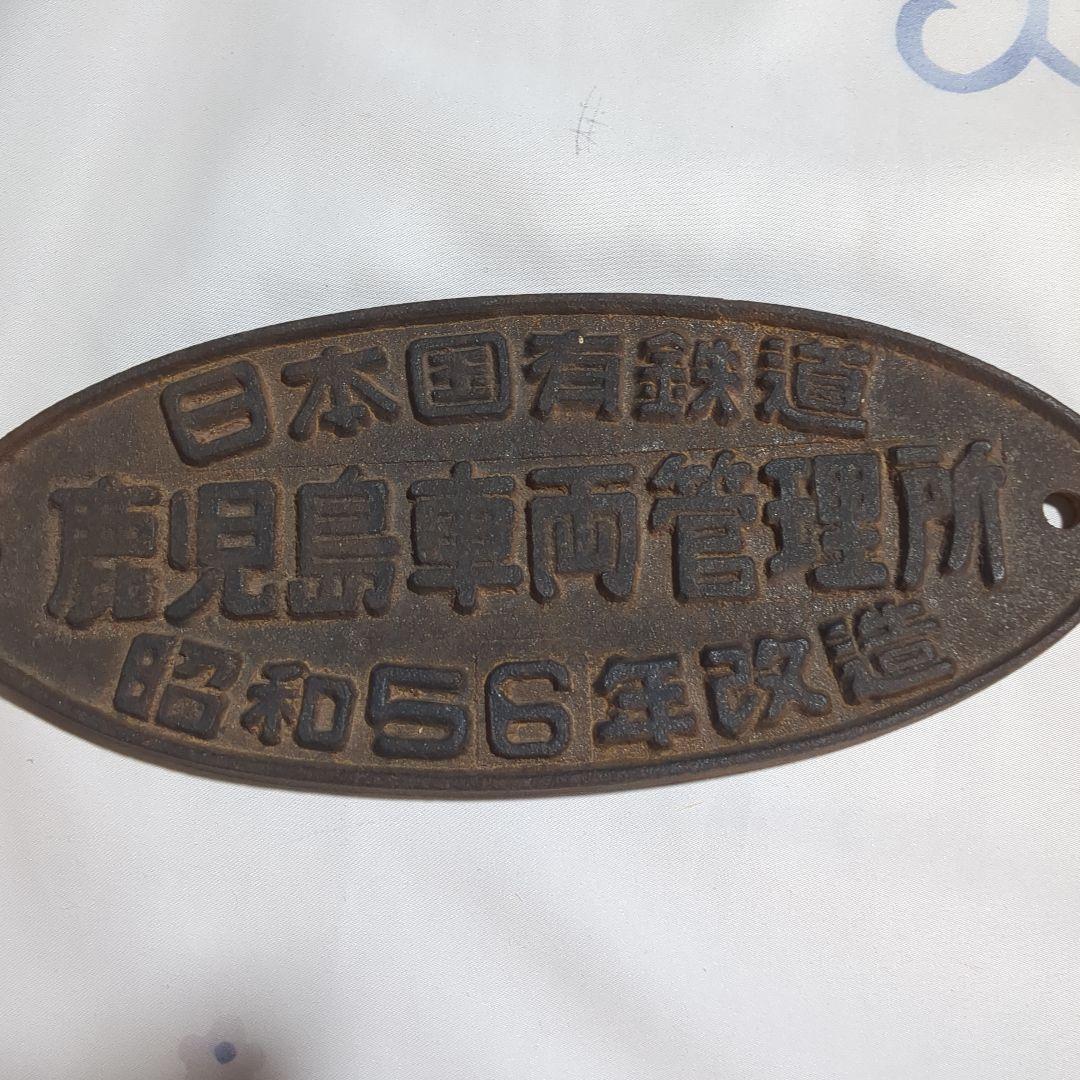 日本国有鉄道
鹿児島車両管理所
昭和56年改造